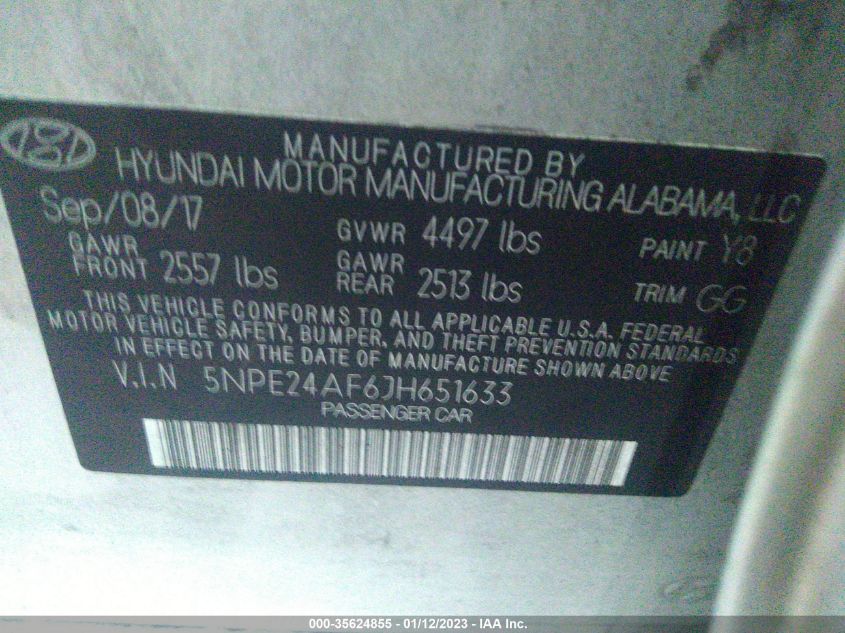 MANUFACTURED BY
HYUNDAI MOTOR MANUFACTURING ALABAMA, LLC
Sep/08/17 GVWR 4497 lbs PAINT Y8
GAWR FRONT 2557 lbs GAWR REAR 2513 lbs TRIM GG
THIS VEHICLE CONFORMS TO ALL APPLICABLE U.S.A. FEDERAL
MOTOR VEHICLE SAFETY, BUMPER, AND THEFT PREVENTION STANDARDS
IN EFFECT ON THE DATE OF MANUFACTURE SHOWN ABOVE
V.I.N 5NPE24AF6JH651633
PASSENGER CAR
000-35624855 - 01/12/2023 - IAA Inc.